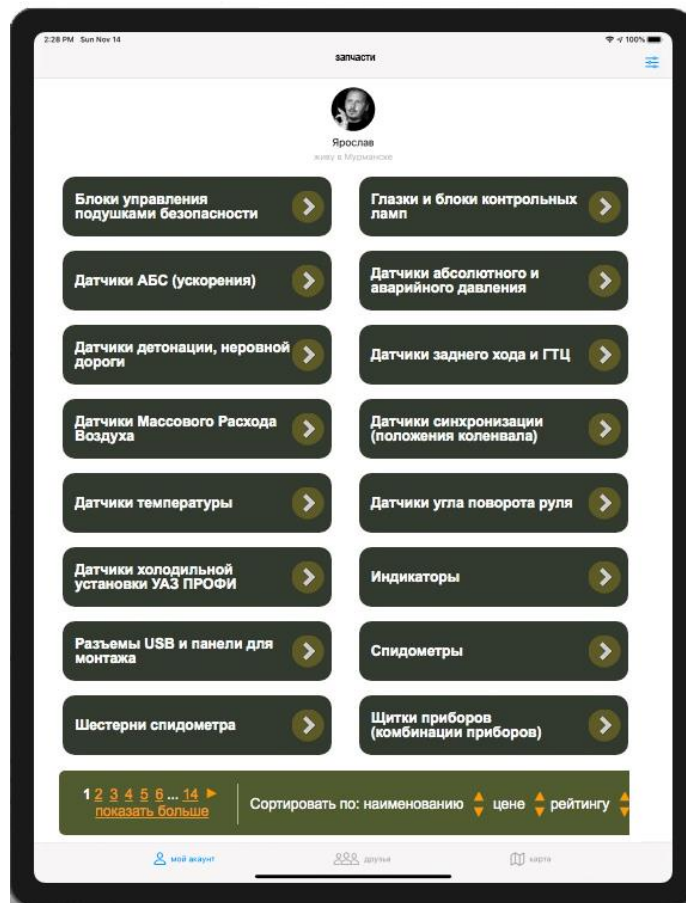 2:28 PM Sun Nov 14
100%
запчасти
Ярослав
живу в Мурманске
Блоки управления
подушками безопасности
Глазки и блоки контрольных
ламп
Датчики АБС (ускорения)
Датчики абсолютного и
аварийного давления
Датчики детонации, неровной
дороги
Датчики заднего хода и ГТЦ
Датчики Массового Расхода
Воздуха
Датчики синхронизации
(положения коленвала)
Датчики температуры
Датчики угла поворота руля
Датчики холодильной
установки УАЗ ПРОФИ
Индикаторы
Разъемы USB и панели для
монтажа
Спидометры
Шестерни спидометра
Щитки приборов
(комбинации приборов)
1 2 3 4 5 6 ... 14
показать больше
Сортировать по: наименованию цене рейтингу
мой акаунт
друзья
карта